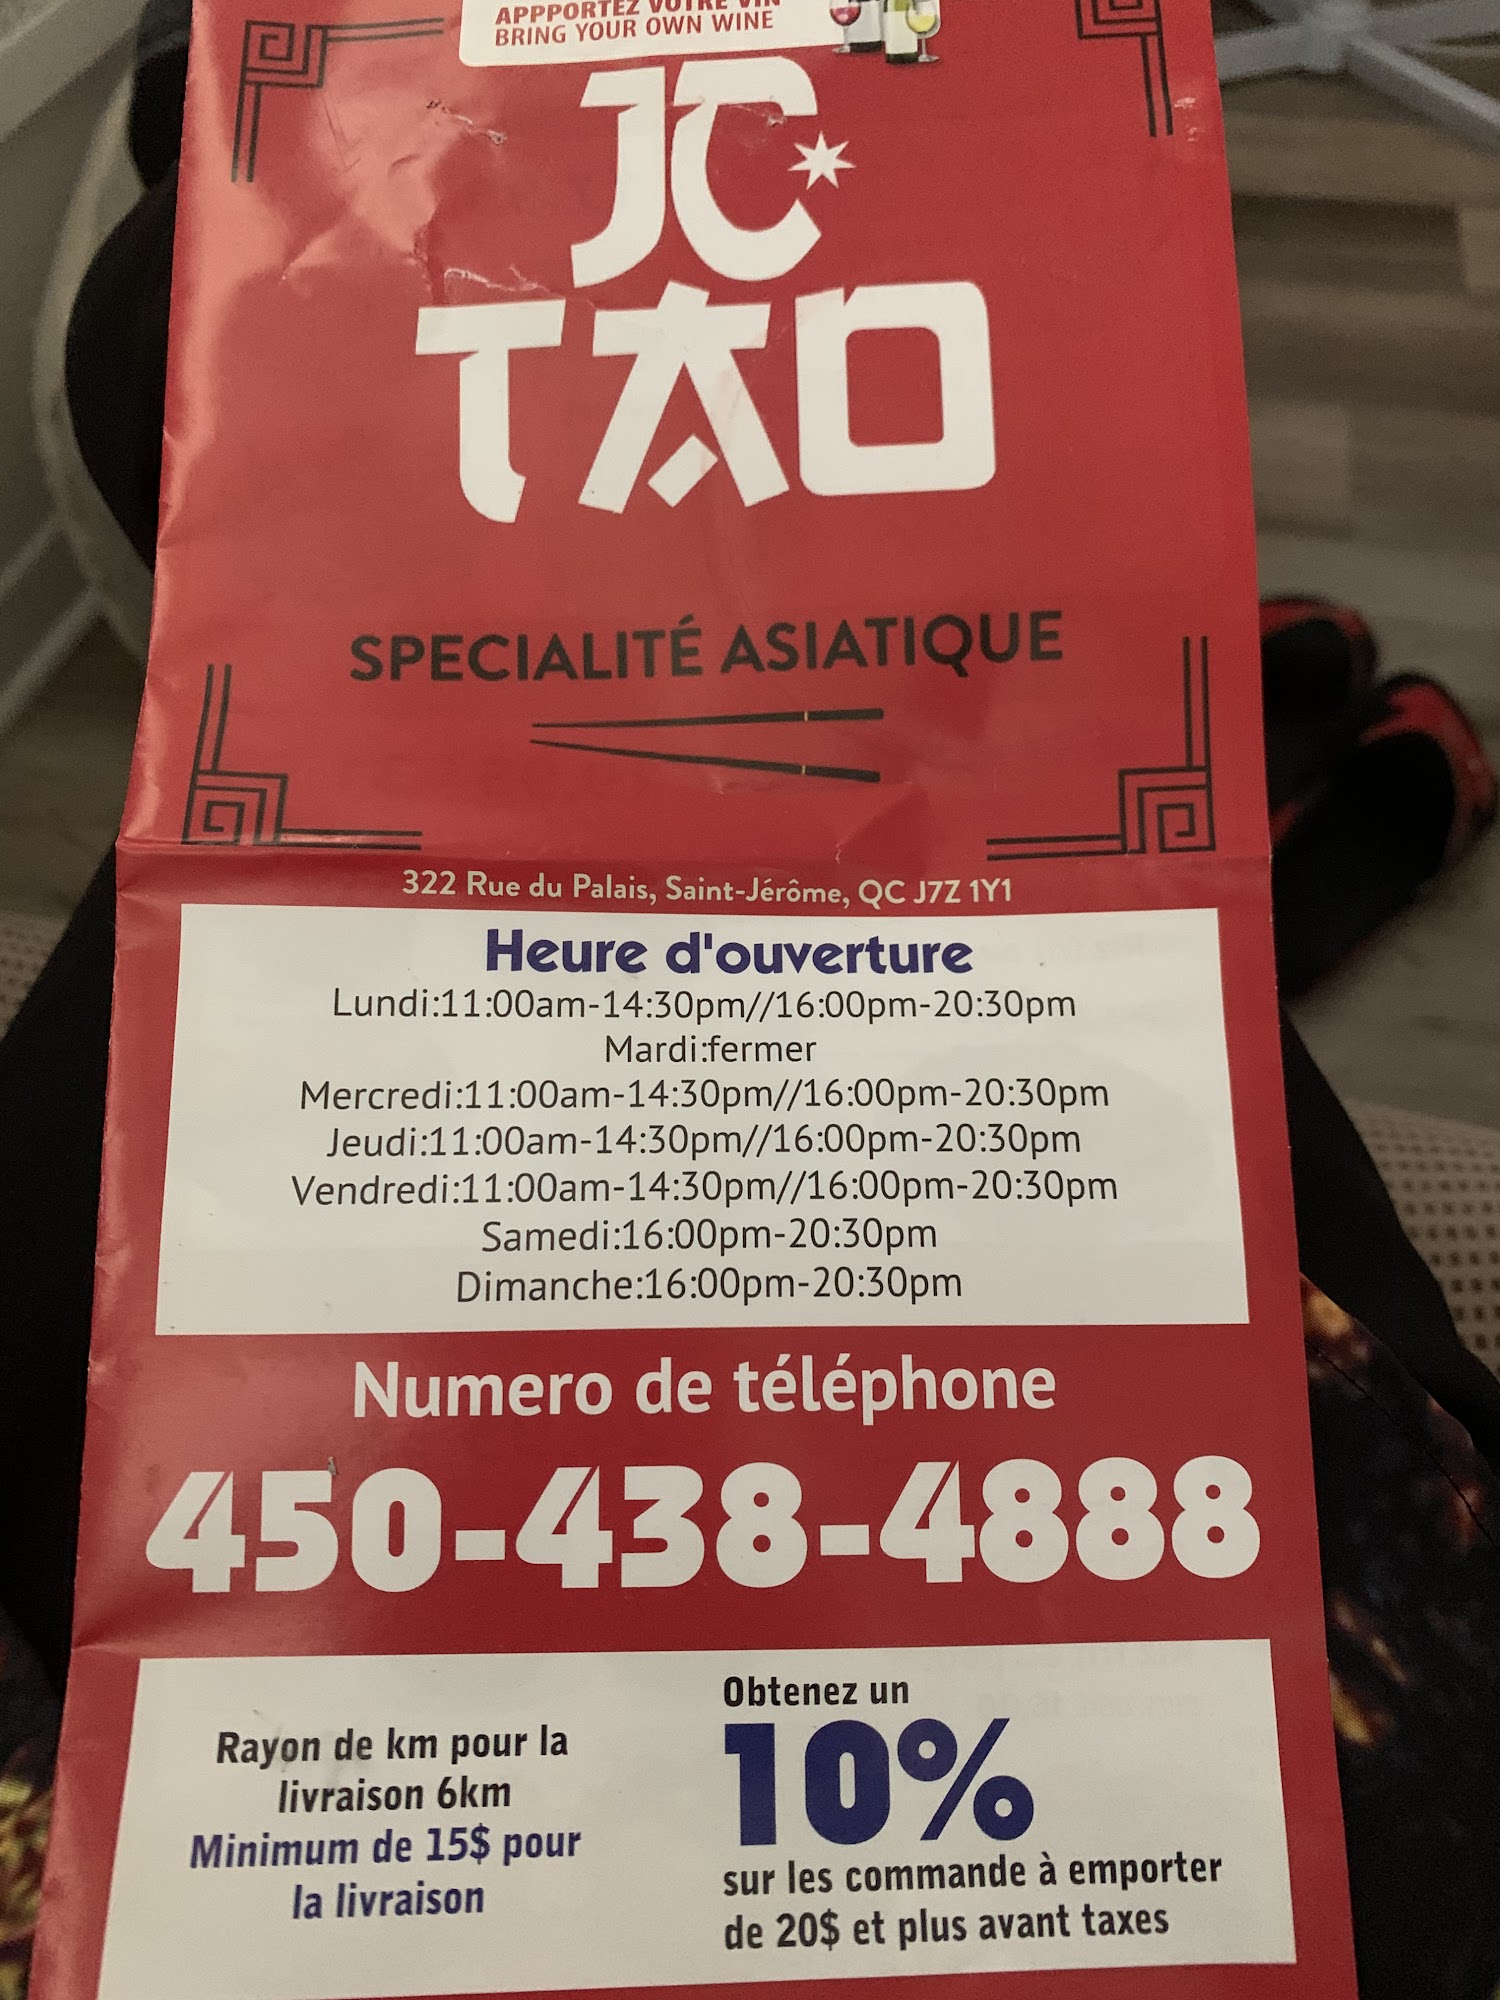 APPPORTEZ VOTRE VIN
BRING YOUR OWN WINE
JC
TAO
SPECIALITÉ ASIATIQUE
322 Rue du Palais, Saint-Jérôme, QC J7Z 1Y1
Heure d'ouverture
Lundi:11:00am-14:30pm//16:00pm-20:30pm
Mardi:fermer
Mercredi:11:00am-14:30pm//16:00pm-20:30pm
Jeudi:11:00am-14:30pm//16:00pm-20:30pm
Vendredi:11:00am-14:30pm//16:00pm-20:30pm
Samedi:16:00pm-20:30pm
Dimanche:16:00pm-20:30pm
Numero de téléphone
450-438-4888
Rayon de km pour la
livraison 6km
Minimum de 15$ pour
la livraison
Obtenez un
10%
sur les commande à emporter
de 20$ et plus avant taxes